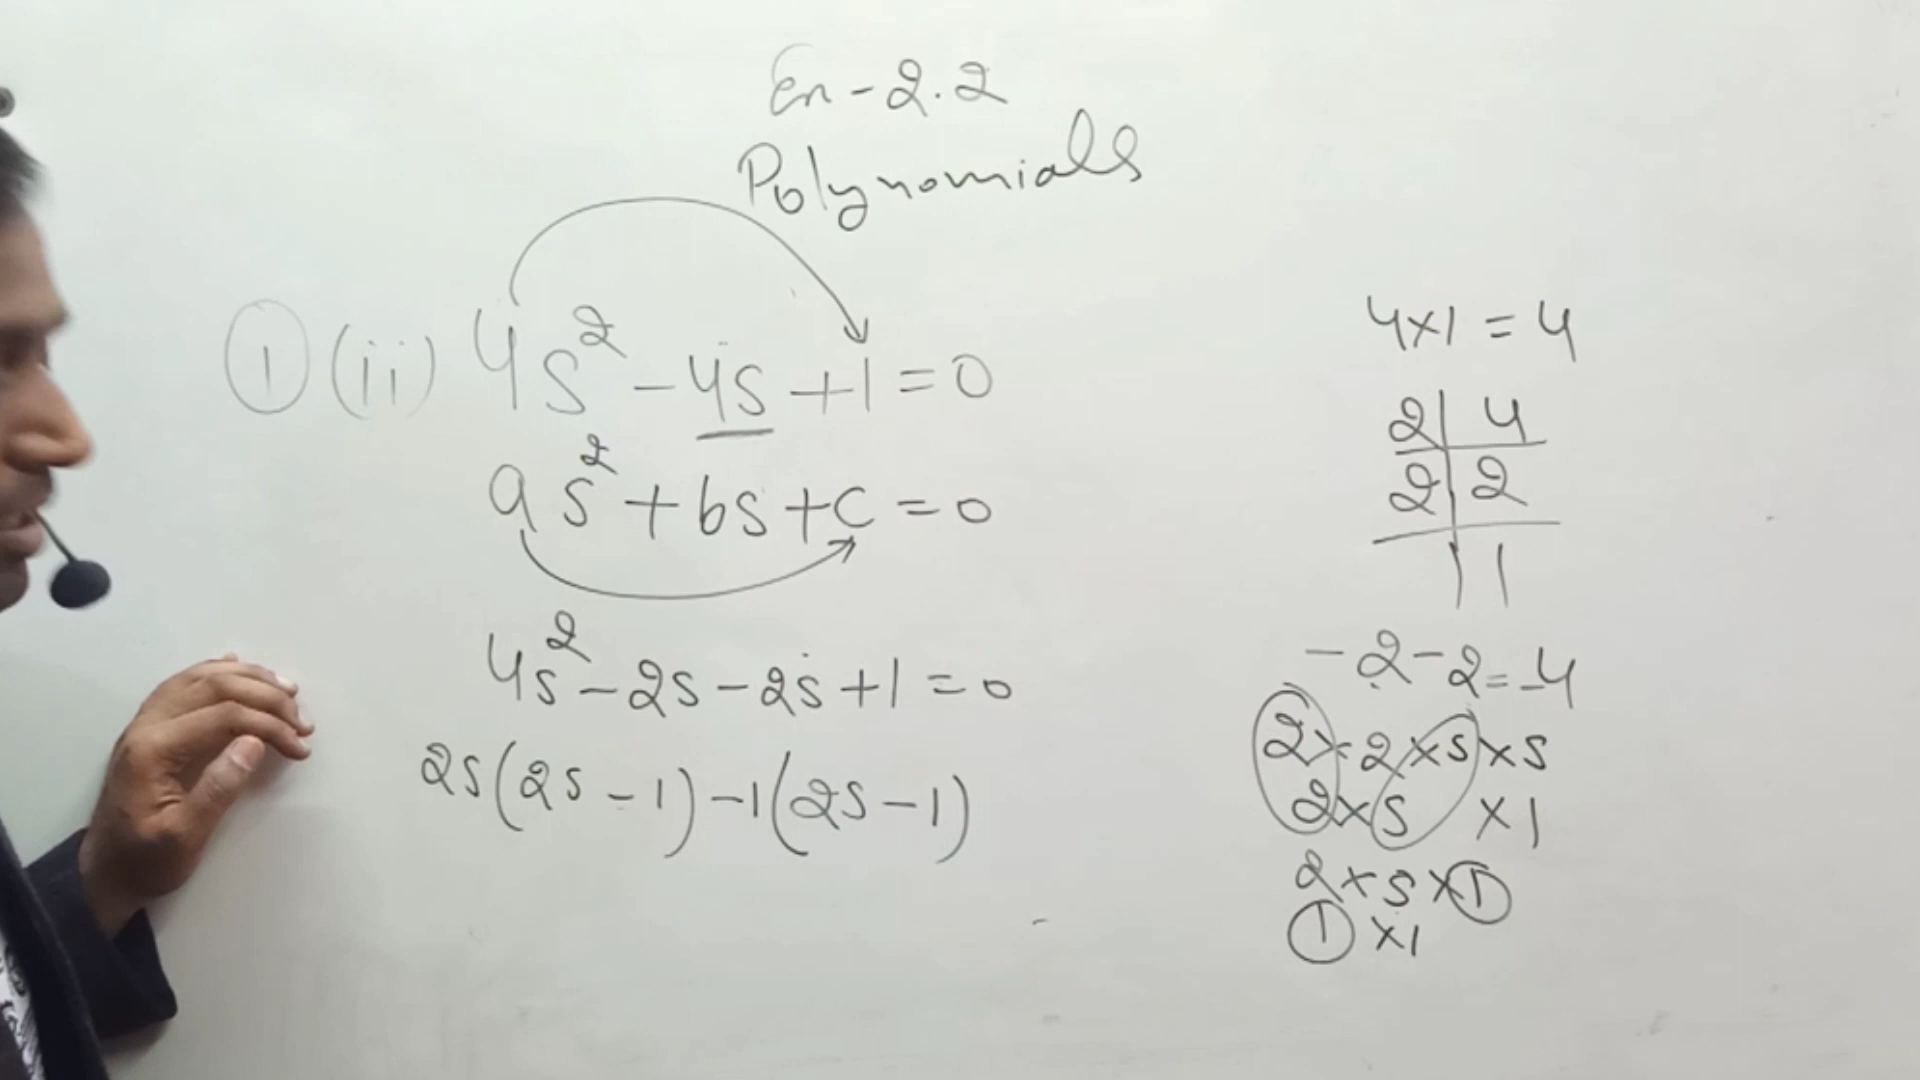 Ex-2.2
Polynomials
① (ii) 4s² - 4s + 1 = 0
as² + bs + c = 0
4s² - 2s - 2s + 1 = 0
2s(2s - 1) - 1(2s - 1)
4×1 = 4
2 | 4
2 | 2
| 1
- 2 - 2 = -4
2×2×s×s
2×s ×1
2×s×①
①×1